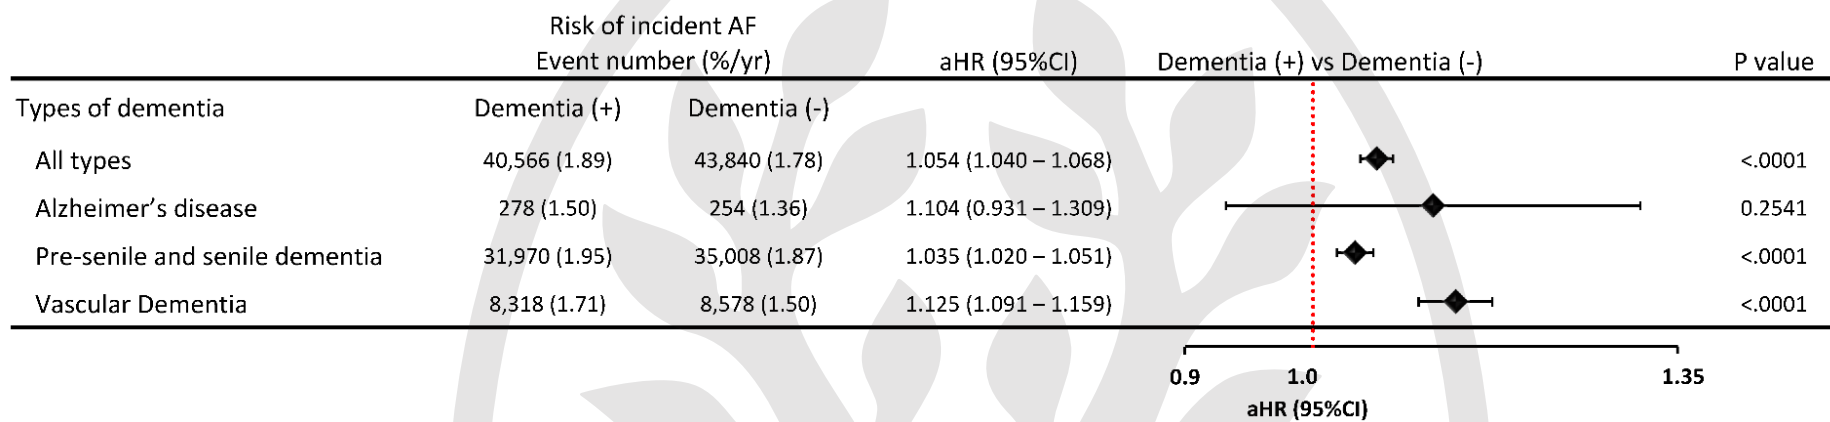 Risk of incident AF
Event number (%/yr) aHR (95%CI) Dementia (+) vs Dementia (-) P value
Types of dementia Dementia (+) Dementia (-)
All types 40,566 (1.89) 43,840 (1.78) 1.054 (1.040 – 1.068) <.0001
Alzheimer’s disease 278 (1.50) 254 (1.36) 1.104 (0.931 – 1.309) 0.2541
Pre-senile and senile dementia 31,970 (1.95) 35,008 (1.87) 1.035 (1.020 – 1.051) <.0001
Vascular Dementia 8,318 (1.71) 8,578 (1.50) 1.125 (1.091 – 1.159) <.0001
0.9 1.0 1.35
aHR (95%CI)